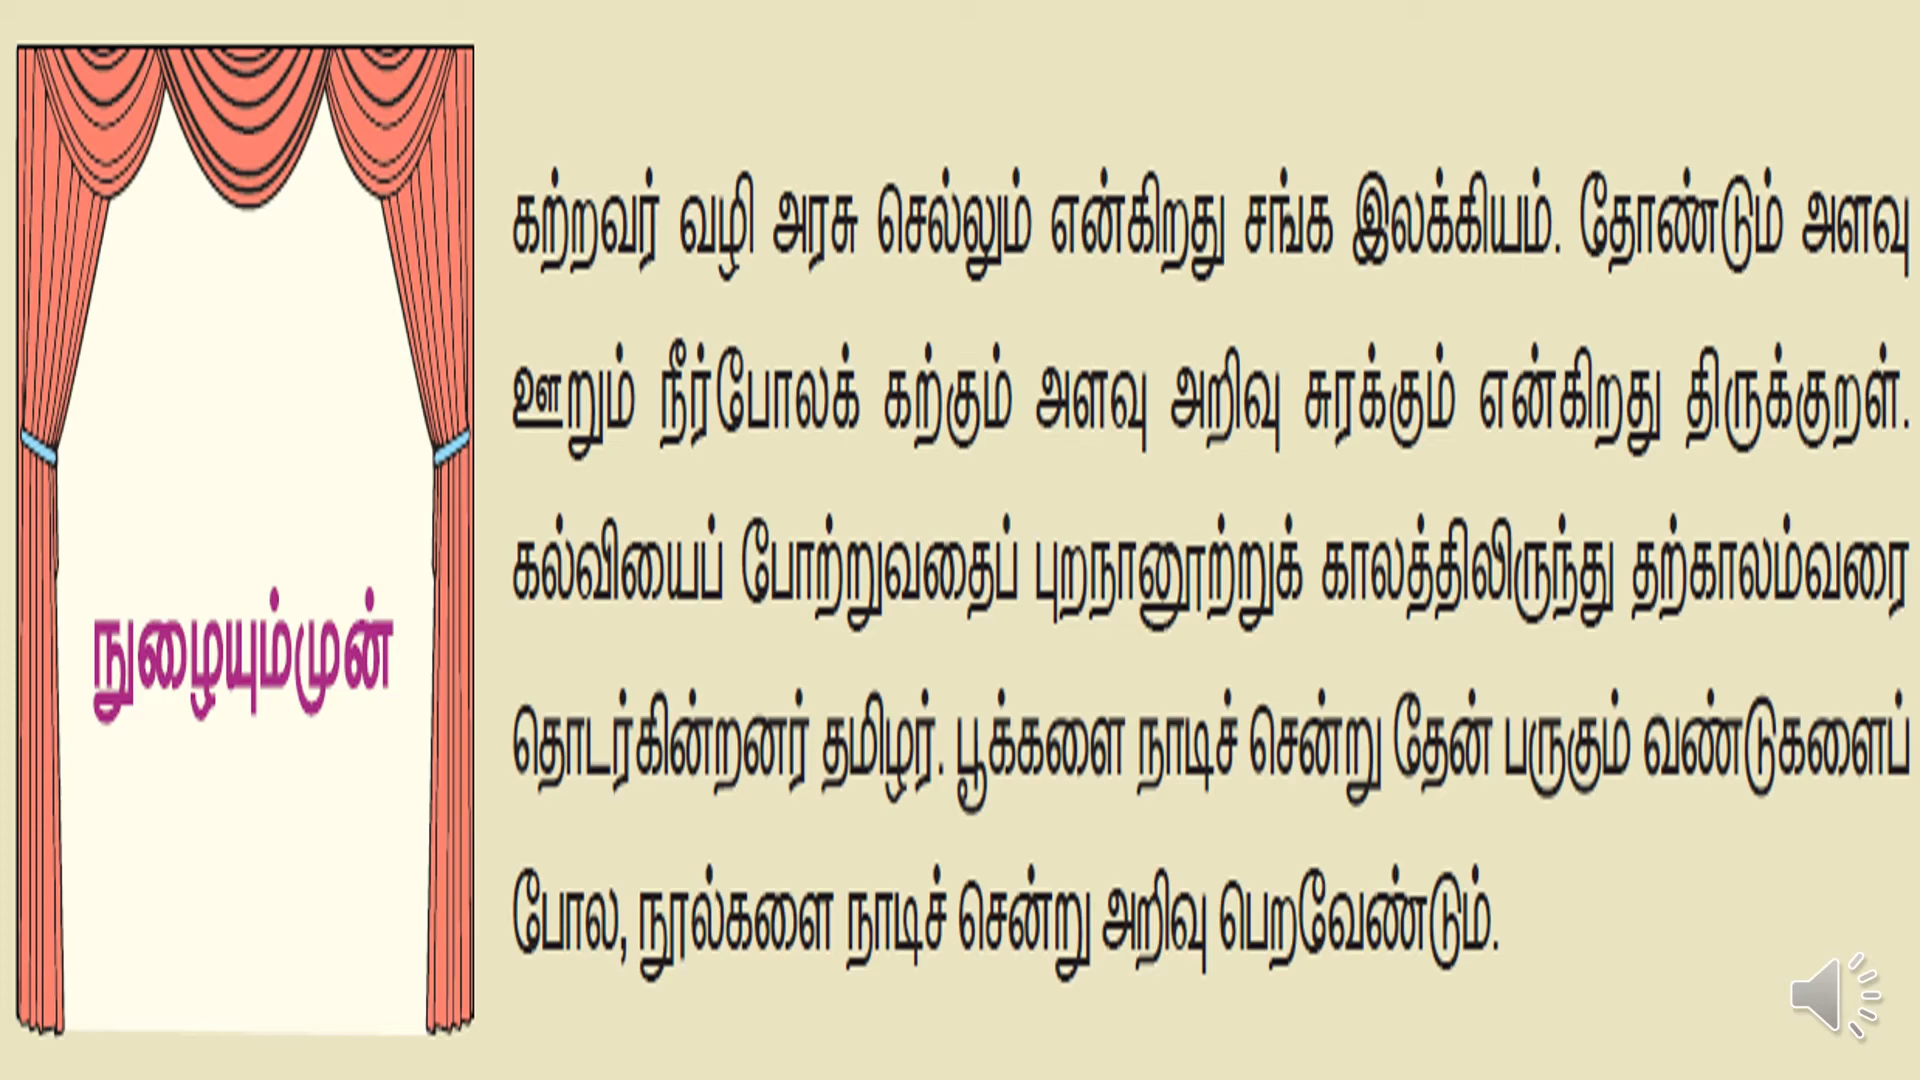 நுழையும்முன்
கற்றவர் வழி அரசு செல்லும் என்கிறது சங்க இலக்கியம். தோண்டும் அளவு
ஊறும் நீர்போலக் கற்கும் அளவு அறிவு சுரக்கும் என்கிறது திருக்குறள்.
கல்வியைப் போற்றுவதைப் புறநானூற்றுக் காலத்திலிருந்து தற்காலம்வரை
தொடர்கின்றனர் தமிழர். பூக்களை நாடிச் சென்று தேன் பருகும் வண்டுகளைப்
போல, நூல்களை நாடிச் சென்று அறிவு பெறவேண்டும்.